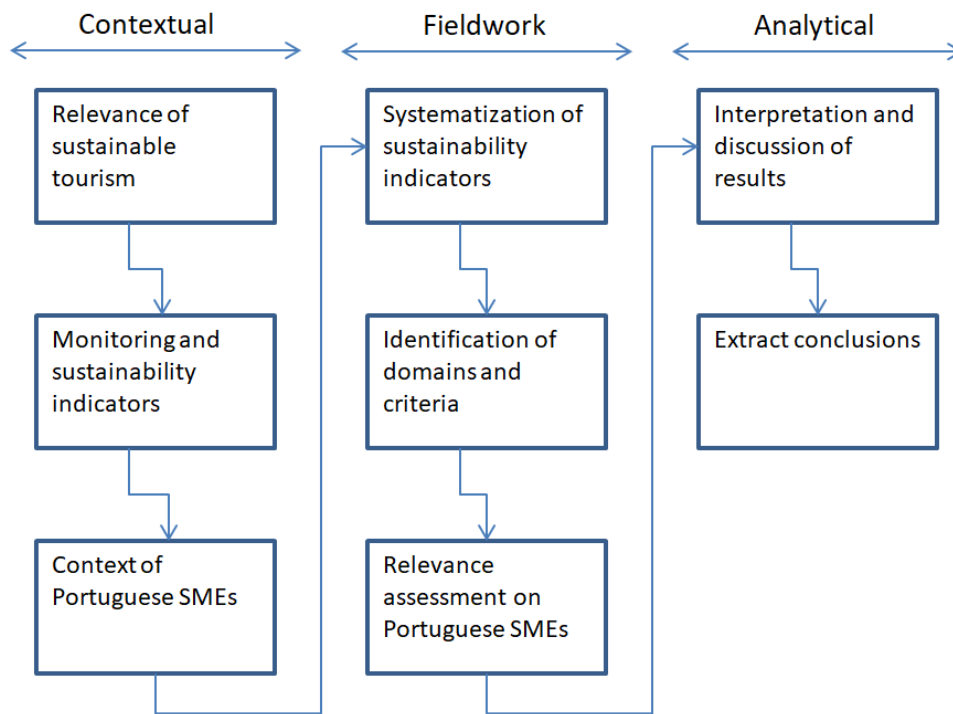 Contextual
Fieldwork
Analytical
Relevance of
sustainable
tourism
Monitoring and
sustainability
indicators
Context of
Portuguese SMEs
Systematization of
sustainability
indicators
Identification of
domains and
criteria
Relevance
assessment on
Portuguese SMEs
Interpretation and
discussion of
results
Extract conclusions